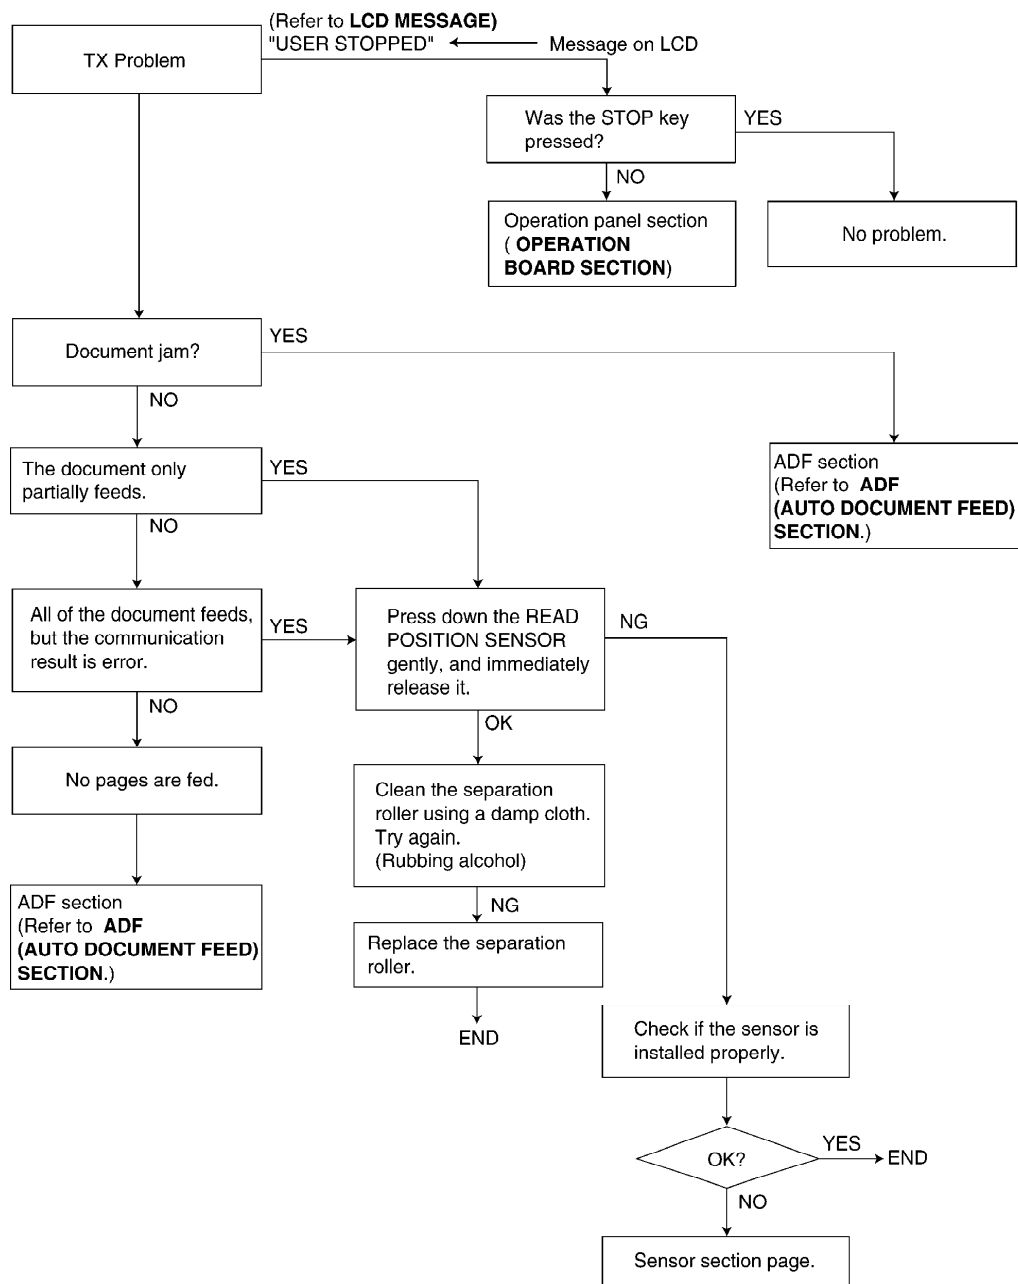 (Refer to LCD MESSAGE)
"USER STOPPED"
Message on LCD
TX Problem
Was the STOP key
pressed?
YES
NO
Operation panel section
( OPERATION
BOARD SECTION)
No problem.
Document jam?
YES
NO
The document only
partially feeds.
YES
NO
ADF section
(Refer to ADF
(AUTO DOCUMENT FEED)
SECTION.)
All of the document feeds,
but the communication
result is error.
YES
NO
Press down the READ
POSITION SENSOR
gently, and immediately
release it.
NG
OK
No pages are fed.
Clean the separation
roller using a damp cloth.
Try again.
(Rubbing alcohol)
NG
ADF section
(Refer to ADF
(AUTO DOCUMENT FEED)
SECTION.)
Replace the separation
roller.
END
Check if the sensor is
installed properly.
OK?
YES
END
NO
Sensor section page.